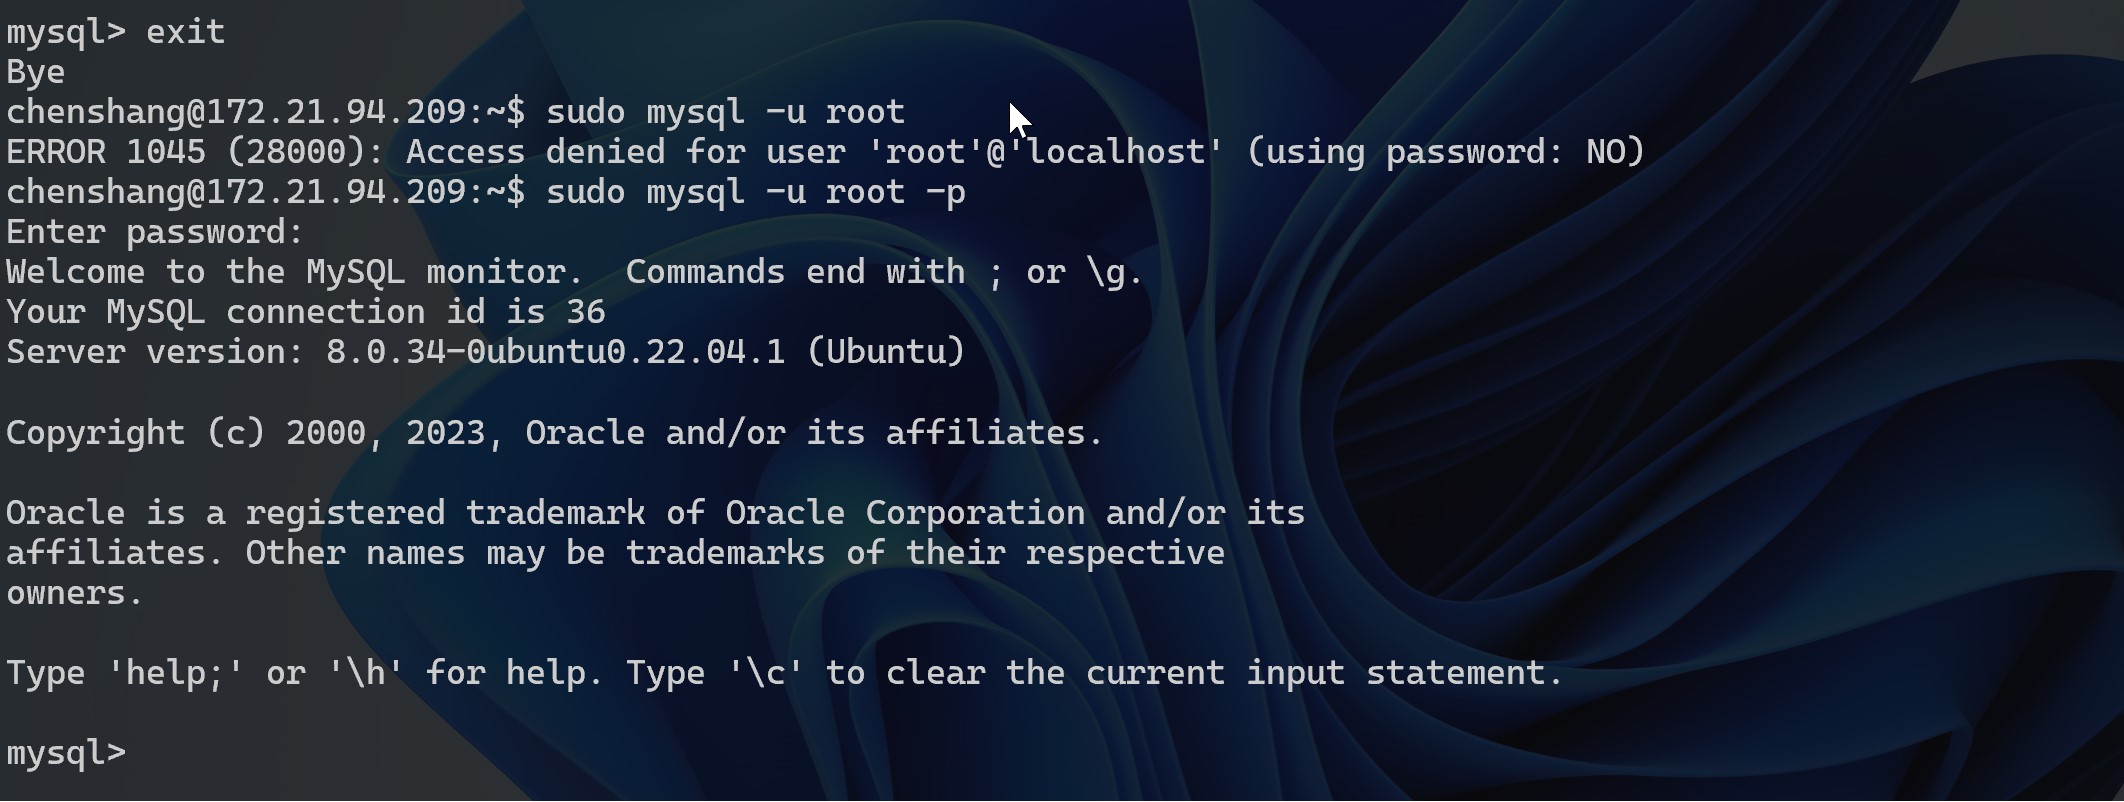 mysql> exit
Bye
chenshang@172.21.94.209:~$ sudo mysql -u root
ERROR 1045 (28000): Access denied for user 'root'@'localhost' (using password: NO)
chenshang@172.21.94.209:~$ sudo mysql -u root -p
Enter password:
Welcome to the MySQL monitor.  Commands end with ; or \g.
Your MySQL connection id is 36
Server version: 8.0.34-0ubuntu0.22.04.1 (Ubuntu)

Copyright (c) 2000, 2023, Oracle and/or its affiliates.

Oracle is a registered trademark of Oracle Corporation and/or its
affiliates. Other names may be trademarks of their respective
owners.

Type 'help;' or '\h' for help. Type '\c' to clear the current input statement.

mysql>